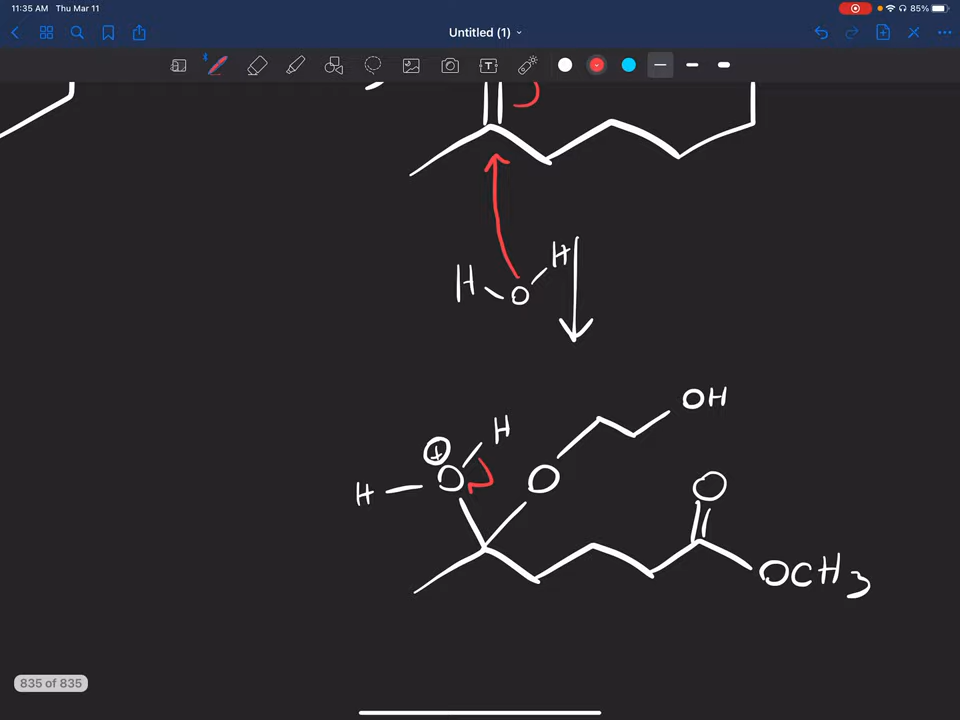 11:35 AM Thu Mar 11
85%
Untitled (1)
T
H
H
O
OH
H
+
H
O
O
O
OCH3
835 of 835